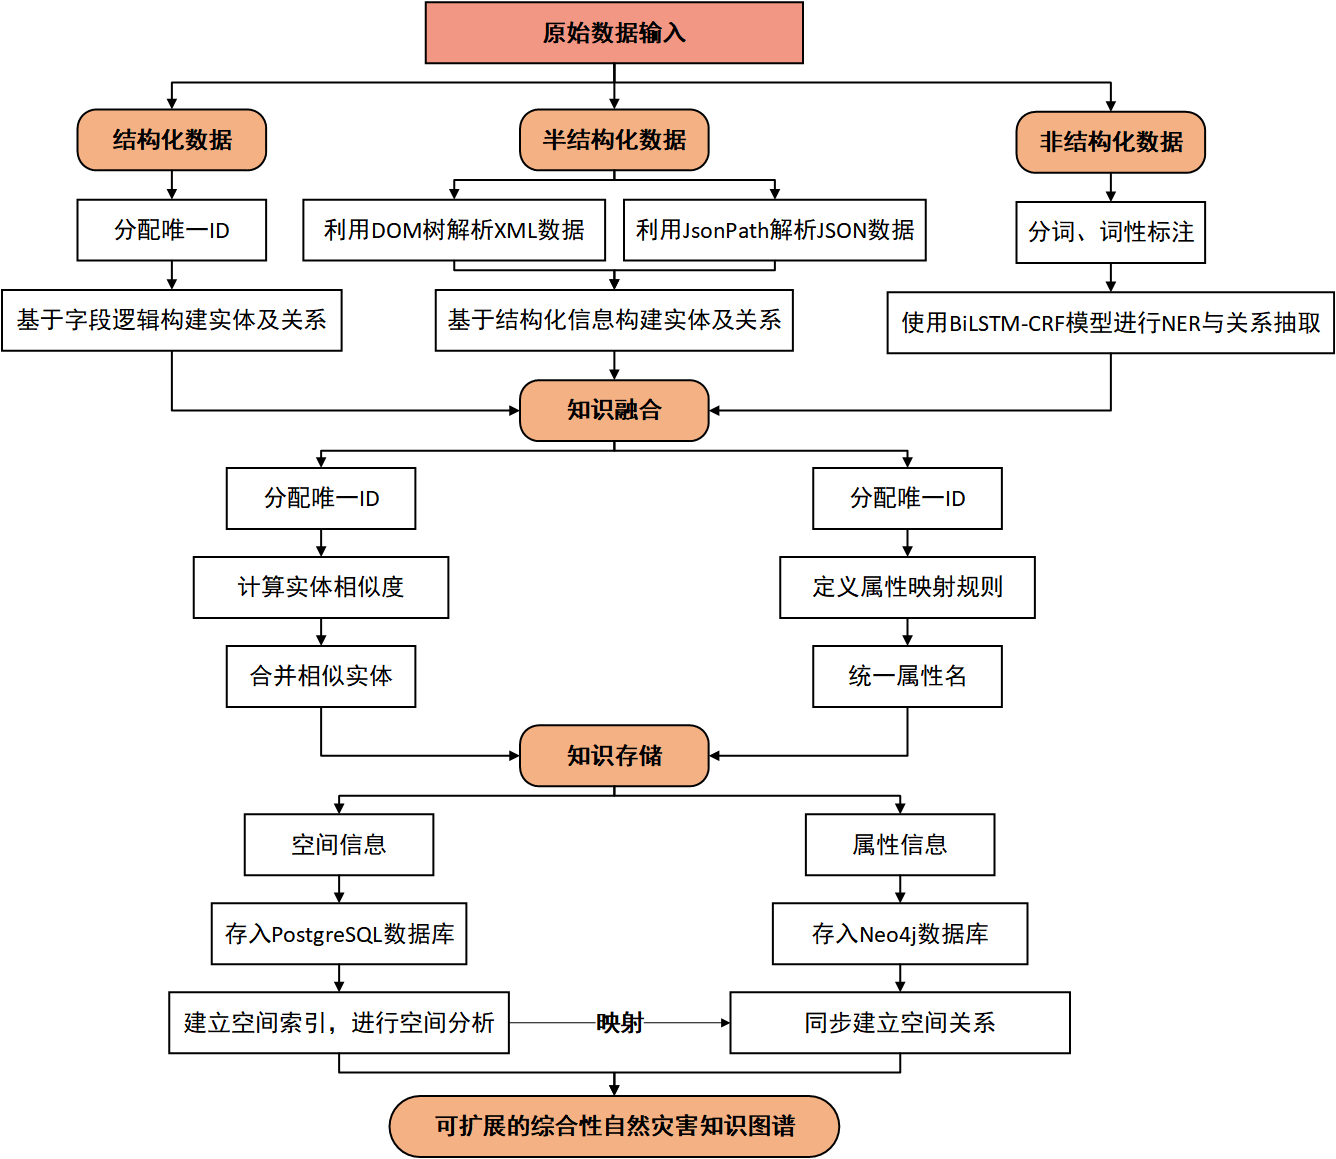 原始数据输入
结构化数据
半结构化数据
非结构化数据
分配唯一ID
利用DOM树解析XML数据
利用JsonPath解析JSON数据
分词、词性标注
基于字段逻辑构建实体及关系
基于结构化信息构建实体及关系
使用BiLSTM-CRF模型进行NER与关系抽取
知识融合
分配唯一ID
分配唯一ID
计算实体相似度
定义属性映射规则
合并相似实体
统一属性名
知识存储
空间信息
属性信息
存入PostgreSQL数据库
存入Neo4j数据库
建立空间索引，进行空间分析
映射
同步建立空间关系
可扩展的综合性自然灾害知识图谱